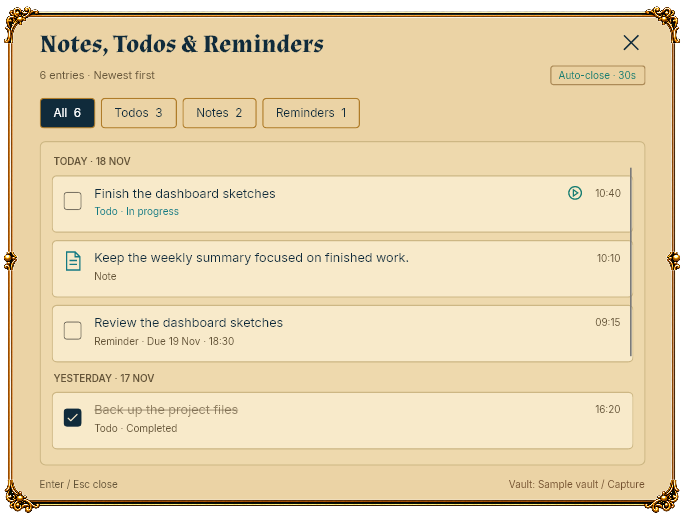 Notes, Todos & Reminders
6 entries · Newest first
Auto-close · 30s
All 6
Todos 3
Notes 2
Reminders 1
TODAY · 18 NOV
Finish the dashboard sketches
10:40
Todo · In progress
Keep the weekly summary focused on finished work.
10:10
Note
Review the dashboard sketches
09:15
Reminder · Due 19 Nov · 18:30
YESTERDAY · 17 NOV
Back up the project files
16:20
Todo · Completed
Enter / Esc close
Vault: Sample vault / Capture